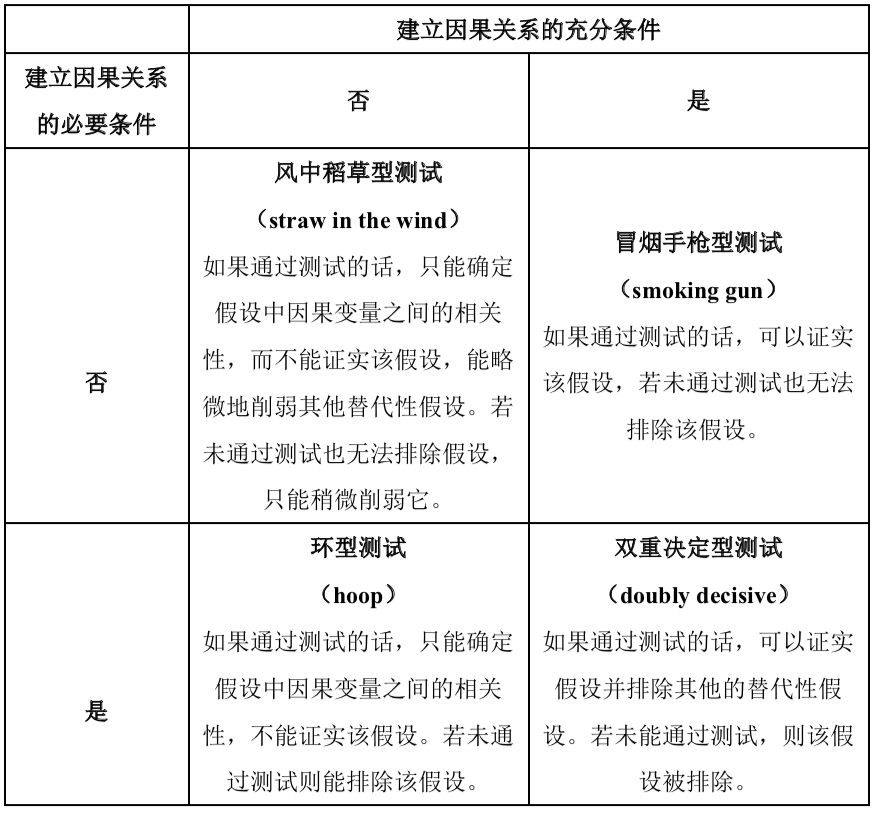 建立因果关系的充分条件
建立因果关系
的必要条件
否
是
否
风中稻草型测试
（straw in the wind）
如果通过测试的话，只能确定
假设中因果变量之间的相关
性，而不能证实该假设，能略
微地削弱其他替代性假设。若
未通过测试也无法排除假设，
只能稍微削弱它。
冒烟手枪型测试
（smoking gun）
如果通过测试的话，可以证实
该假设，若未通过测试也无法
排除该假设。
是
环型测试
（hoop）
如果通过测试的话，只能确定
假设中因果变量之间的相关
性，不能证实该假设。若未通
过测试则能排除该假设。
双重决定型测试
（doubly decisive）
如果通过测试的话，可以证实
假设并排除其他的替代性假
设。若未能通过测试，则该假
设被排除。